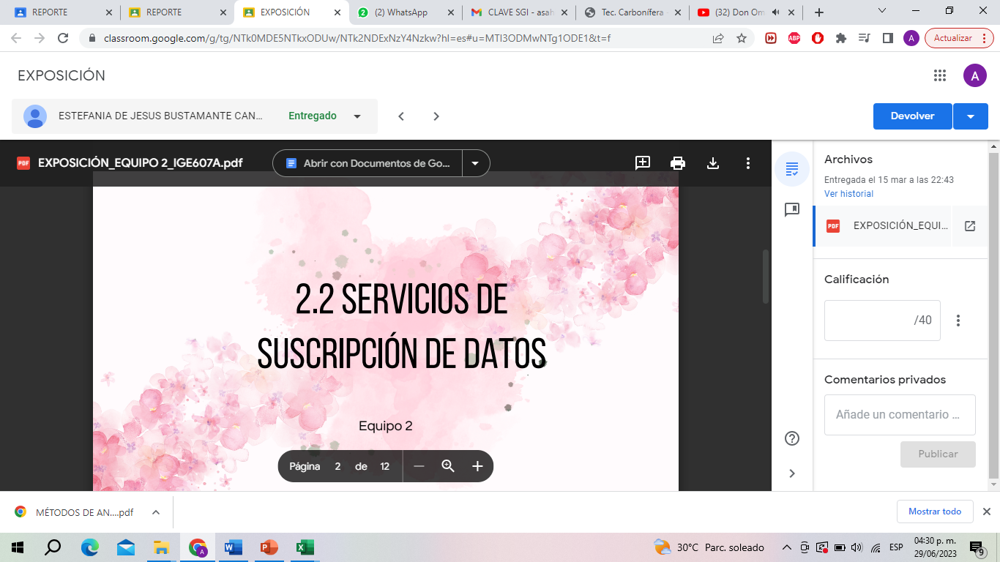 REPORTE
REPORTE
EXPOSICIÓN
(2) WhatsApp
CLAVE SGI - asah
Tec. Carbonífera
(32) Don Om
classroom.google.com/g/tg/NTk0MDE5NTkxODUw/NTk2NDExNzY4Nzkw?hl=es#u=MTI3ODMwNTg1ODE1&t=f
ABP
A
Actualizar
EXPOSICIÓN
A
ESTEFANIA DE JESUS BUSTAMANTE CAN...
Entregado
Devolver
PDF
EXPOSICIÓN_EQUIPO 2_IGE607A.pdf
Abrir con Documentos de Go...
Archivos
Entregada el 15 mar a las 22:43
Ver historial
PDF
EXPOSICIÓN_EQUI...
2.2 SERVICIOS DE
SUSCRIPCIÓN DE DATOS
Equipo 2
Página 2 de 12
Calificación
/40
Comentarios privados
Añade un comentario ...
Publicar
MÉTODOS DE AN....pdf
Mostrar todo
A
W
P
X
30°C Parc. soleado
ESP
04:30 p. m.
29/06/2023
9